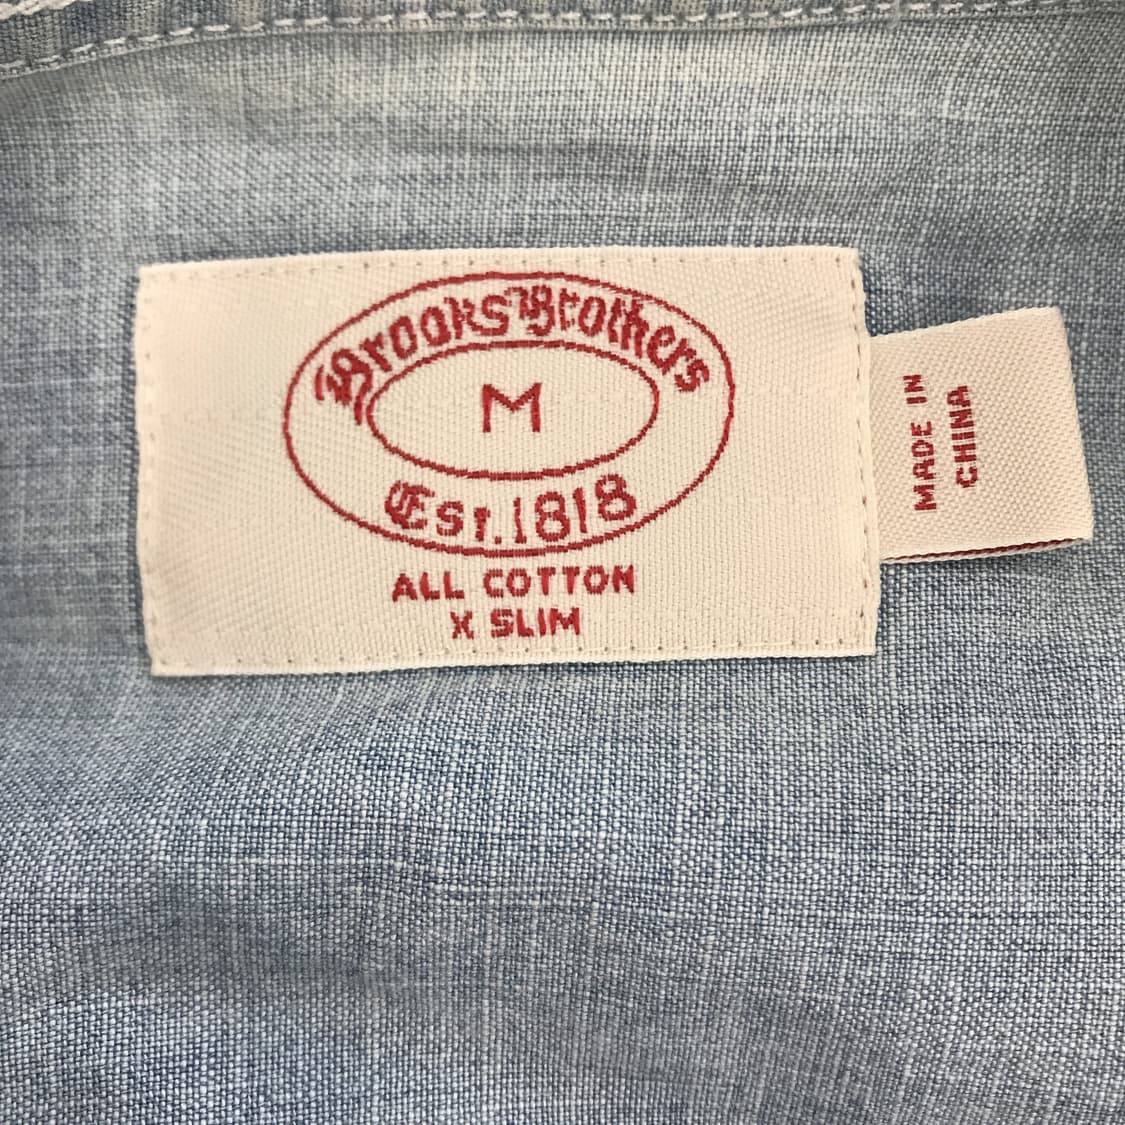 Brooks Brothers
M
Est. 1818
ALL COTTON
X SLIM
MADE IN
CHINA